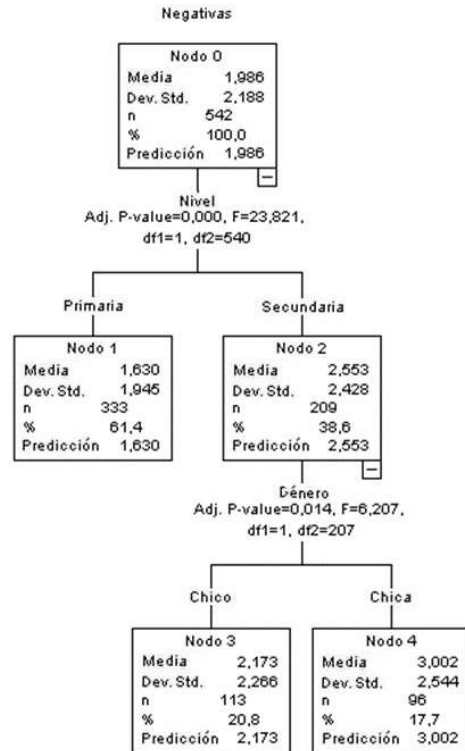 Negativas
Nodo 0
Media 1,986
Dev. Std. 2,188
n 542
% 100,0
Predicción 1,986
Nivel
Adj. P-value=0,000, F=23,821,
df1=1, df2=540
Primaria
Secundaria
Nodo 1
Media 1,630
Dev. Std. 1,945
n 333
% 61,4
Predicción 1,630
Nodo 2
Media 2,553
Dev. Std. 2,428
n 209
% 38,6
Predicción 2,553
Dénero
Adj. P-value=0,014, F=6,207,
df1=1, df2=207
Chico
Chica
Nodo 3
Media 2,173
Dev. Std. 2,266
n 113
% 20,8
Predicción 2,173
Nodo 4
Media 3,002
Dev. Std. 2,544
n 96
% 17,7
Predicción 3,002